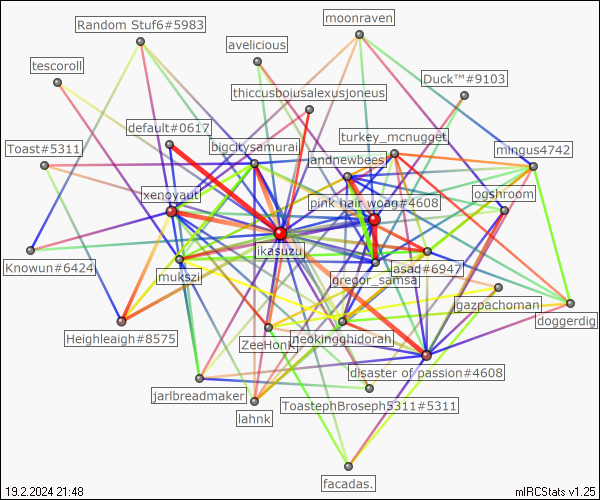 moonraven
Random Stuf6#5983
avelicious
tescoroll
Duck™#9103
thiccusboiusalexusjoneus
default#0617
turkey_mcnugget
bigcitysamurai
Toast#5311
mingus4742
andnewbees
xenovaut
ogshroom
pink hair woag#4608
ikasuzu
Knowun#6424
mukszi
asad#6947
gregor_samsa
gazpachoman
doggerdig
Heighleaigh#8575
ZeeHonk
neokingghidorah
disaster of passion#4608
jarlbreadmaker
ToastephBroseph5311#5311
lahnk
facadas.
19.2.2024 21:48
mIRCStats v1.25